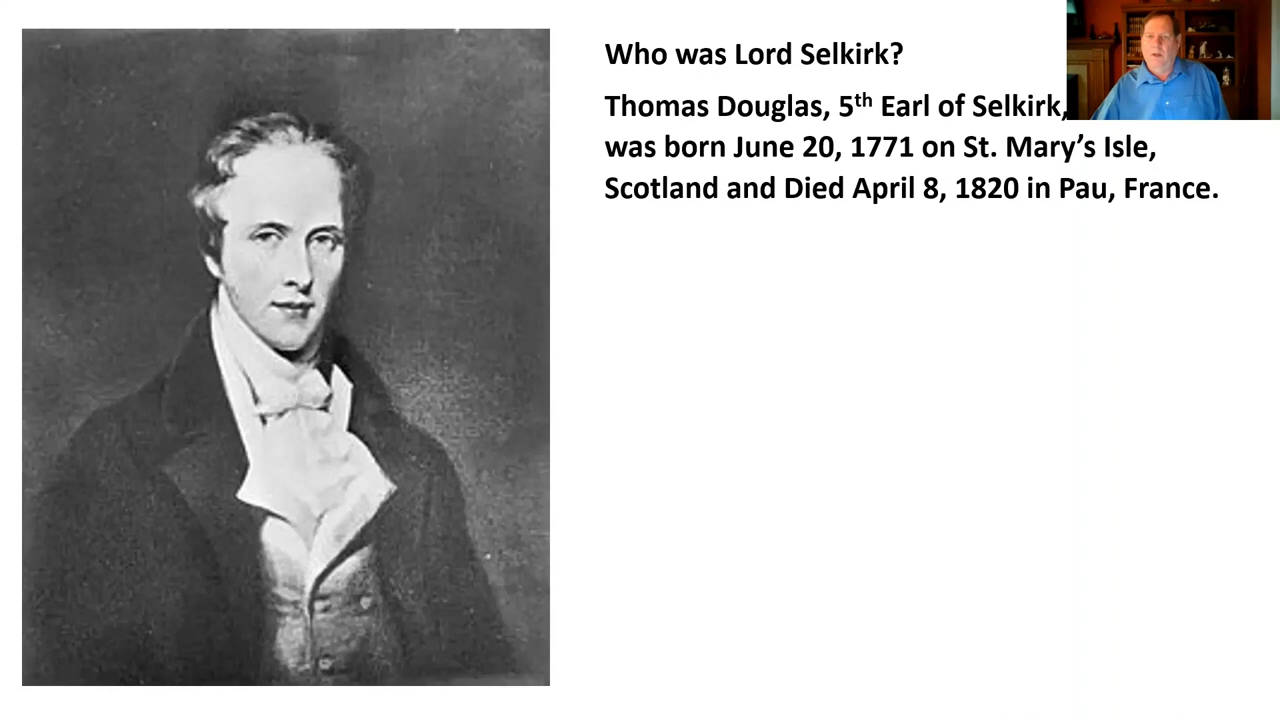 Who was Lord Selkirk?
Thomas Douglas, 5th Earl of Selkirk,
was born June 20, 1771 on St. Mary’s Isle,
Scotland and Died April 8, 1820 in Pau, France.